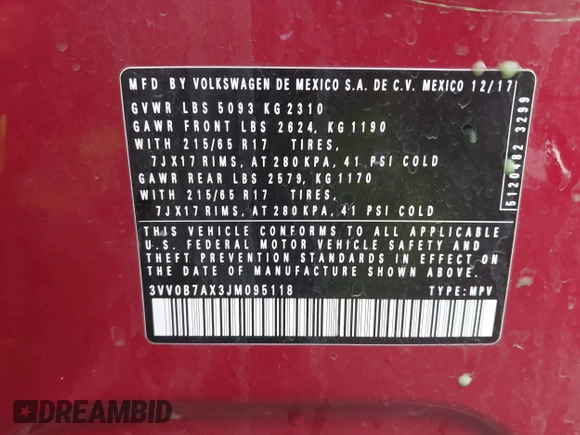 MFD BY VOLKSWAGEN DE MEXICO S.A. DE C.V. MEXICO 12/17
GVWR LBS 5093 KG 2310
GAWR FRONT LBS 2624, KG 1190
WITH 215/65 R17 TIRES,
7JX17 RIMS, AT 280 KPA, 41 PSI COLD
GAWR REAR LBS 2579, KG 1170
WITH 215/65 R17 TIRES,
7JX17 RIMS, AT 280 KPA, 41 PSI COLD
THIS VEHICLE CONFORMS TO ALL APPLICABLE
U.S. FEDERAL MOTOR VEHICLE SAFETY AND
THEFT PREVENTION STANDARDS IN EFFECT ON
THE DATE OF MANUFACTURE SHOWN ABOVE.
3VV0B7AX3JM095118 TYPE: MPV
3299
DREAMBID